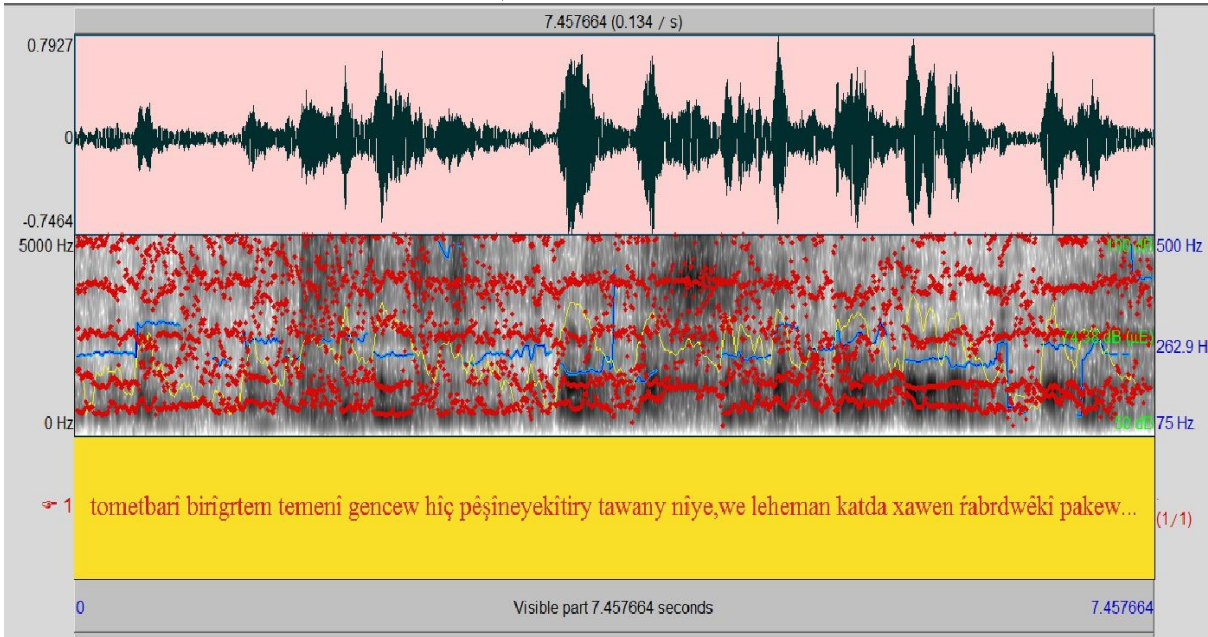 7.457664 (0.134 / s)
0.7927
0
-0.7464
5000 Hz
500 Hz
262.9 H
0 Hz
75 Hz
☞ 1
tometbarî birîgrtem temenî gencew hîç pêşîneyekîtiry tawany nîye,we leheman katda xawen ŕabrdwêkî pakew...
(1/1)
0
Visible part 7.457664 seconds
7.457664